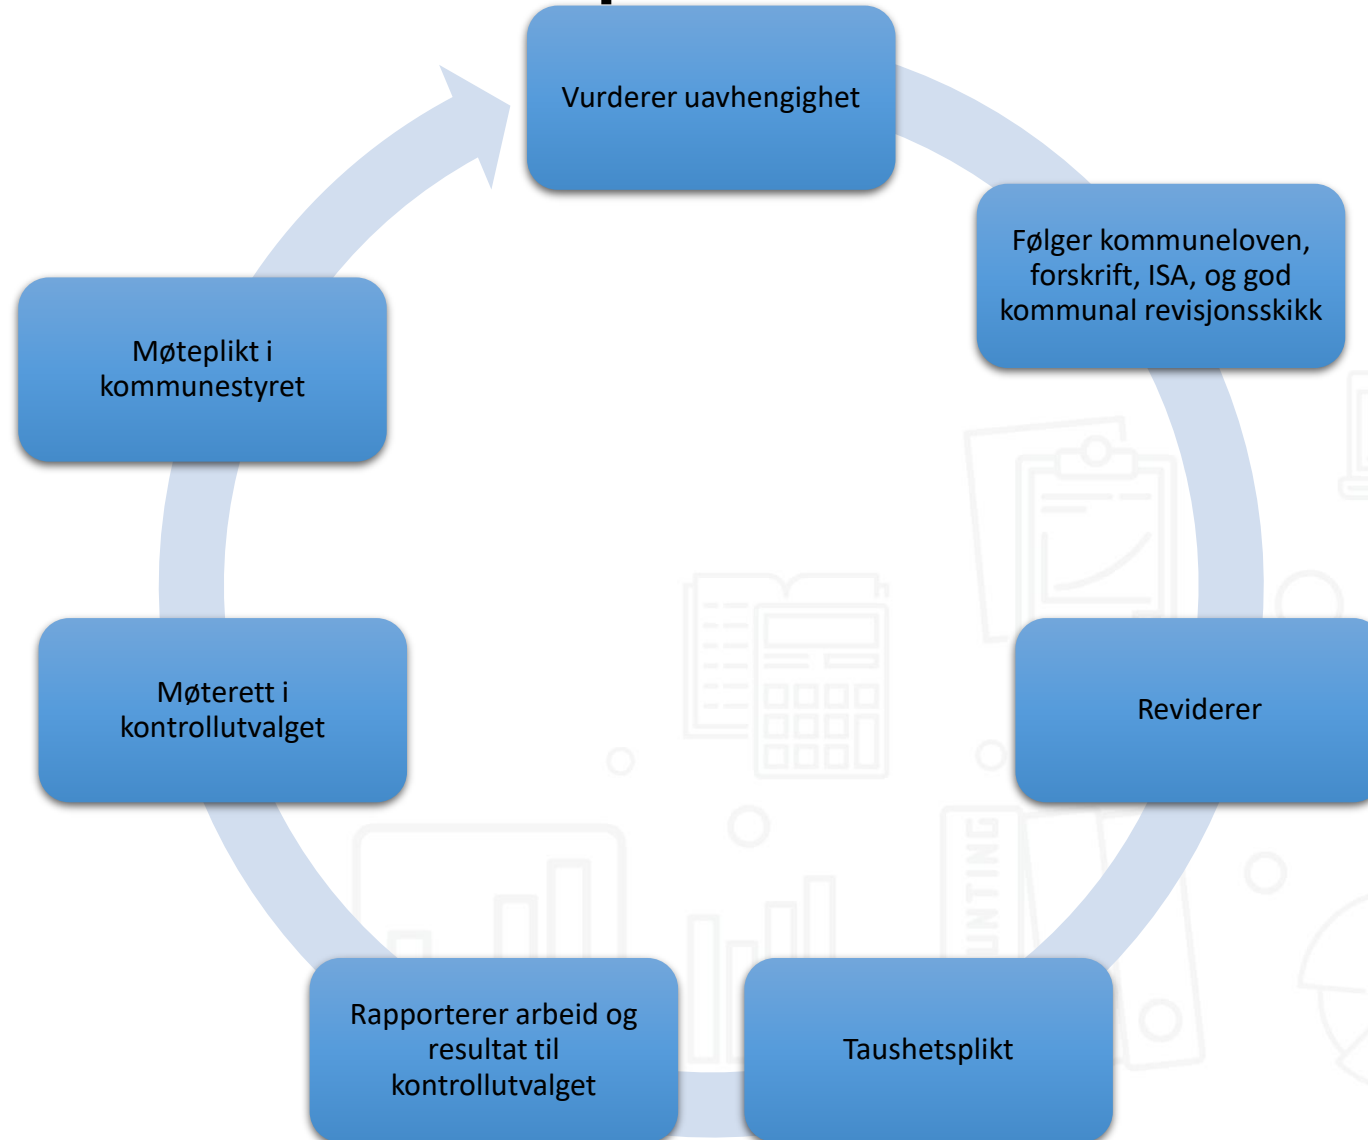 Vurderer uavhengighet
Følger kommuneloven,
forskrift, ISA, og god
kommunal revisjonsskikk
Reviderer
Taushetsplikt
Rapporterer arbeid og
resultat til
kontrollutvalget
Møterett i
kontrollutvalget
Møteplikt i
kommunestyret
UNTING